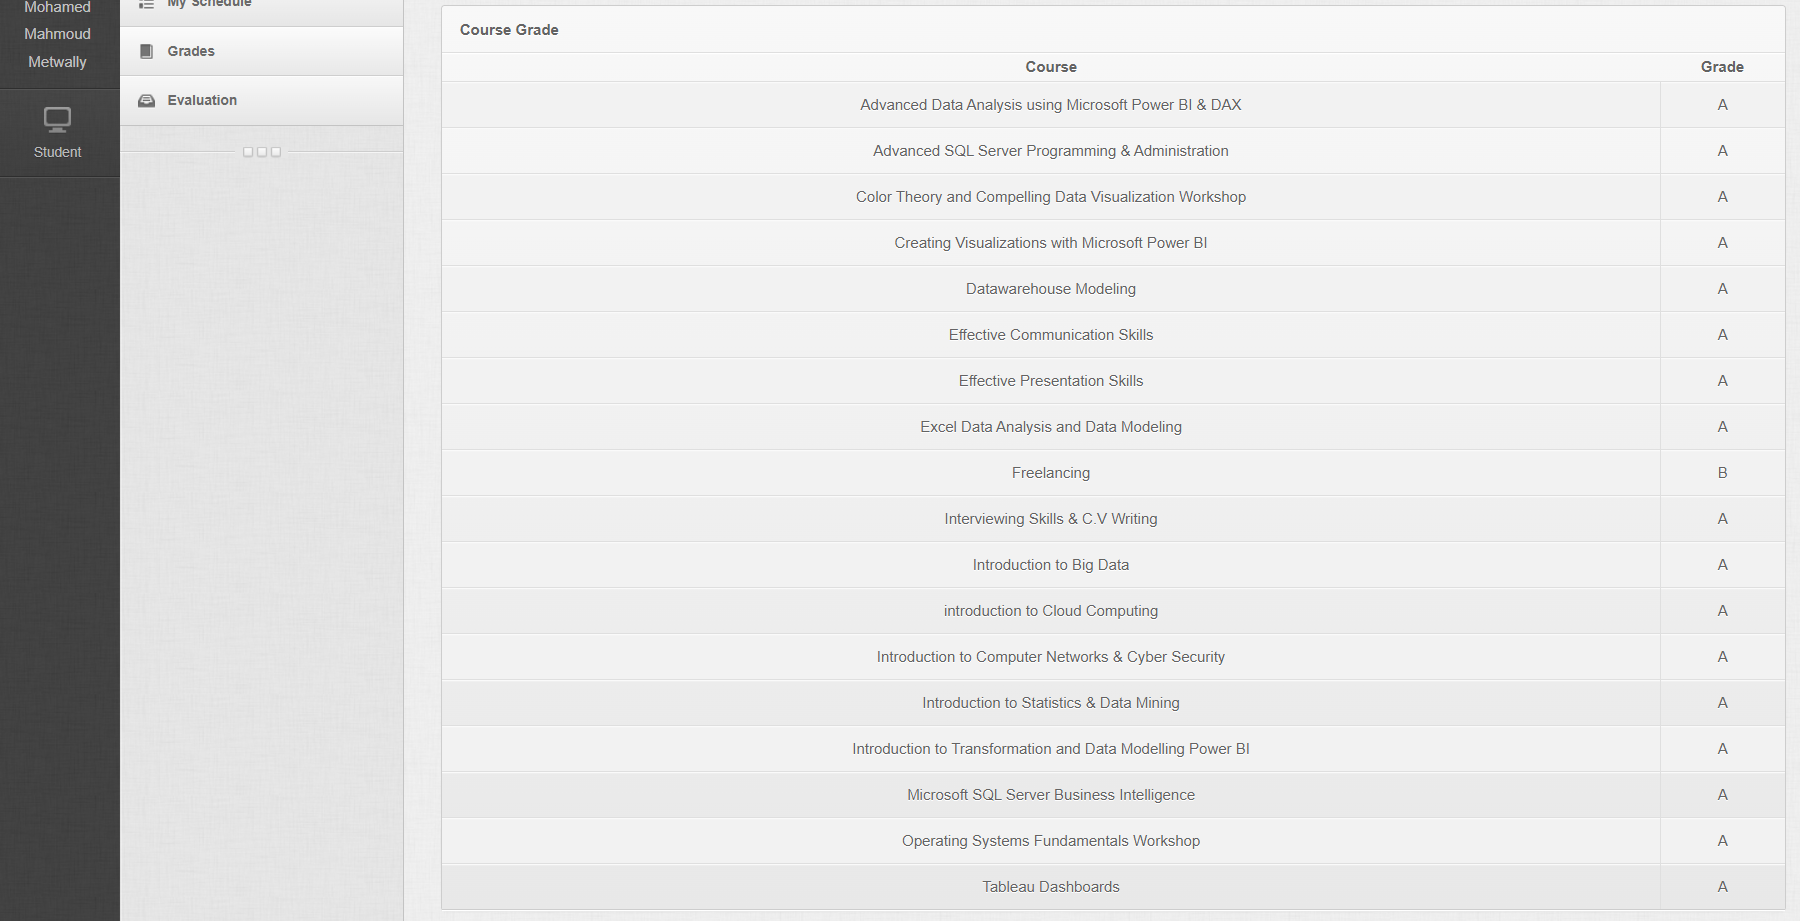 Mohamed
Mahmoud
Metwally
Student
My Schedule
Grades
Evaluation
Course Grade
Course Grade
Advanced Data Analysis using Microsoft Power BI & DAX A
Advanced SQL Server Programming & Administration A
Color Theory and Compelling Data Visualization Workshop A
Creating Visualizations with Microsoft Power BI A
Datawarehouse Modeling A
Effective Communication Skills A
Effective Presentation Skills A
Excel Data Analysis and Data Modeling A
Freelancing B
Interviewing Skills & C.V Writing A
Introduction to Big Data A
introduction to Cloud Computing A
Introduction to Computer Networks & Cyber Security A
Introduction to Statistics & Data Mining A
Introduction to Transformation and Data Modelling Power BI A
Microsoft SQL Server Business Intelligence A
Operating Systems Fundamentals Workshop A
Tableau Dashboards A